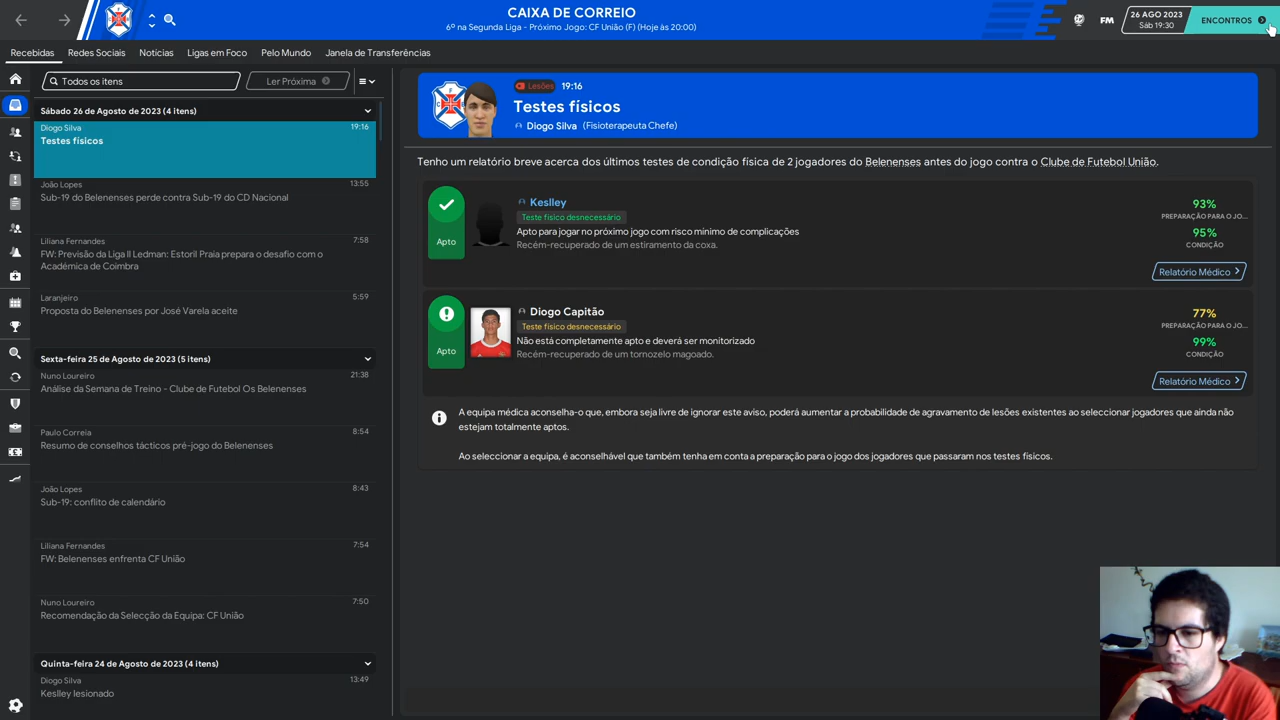 CAIXA DE CORREIO
6º na Segunda Liga - Próximo Jogo: CF União (F) (Hoje às 20:00)
FM
26 AGO 2023
Sáb 19:30
ENCONTROS
Recebidas Redes Sociais Notícias Ligas em Foco Pelo Mundo Janela de Transferências
Todos os itens
Ler Próxima
Sábado 26 de Agosto de 2023 (4 itens)
Diogo Silva 19:16
Testes físicos
João Lopes 13:55
Sub-19 do Belenenses perde contra Sub-19 do CD Nacional
Liliana Fernandes 7:58
FW: Previsão da Liga II Ledman: Estoril Praia prepara o desafio com o
Académica de Coimbra
Laranjeiro 5:59
Proposta do Belenenses por José Varela aceite
Sexta-feira 25 de Agosto de 2023 (5 itens)
Nuno Loureiro 21:38
Análise da Semana de Treino - Clube de Futebol Os Belenenses
Paulo Correia 8:54
Resumo de conselhos tácticos pré-jogo do Belenenses
João Lopes 8:43
Sub-19: conflito de calendário
Liliana Fernandes 7:54
FW: Belenenses enfrenta CF União
Nuno Loureiro 7:50
Recomendação da Selecção da Equipa: CF União
Quinta-feira 24 de Agosto de 2023 (4 itens)
Diogo Silva 13:49
Keslley lesionado
Lesões 19:16
Testes físicos
Diogo Silva (Fisioterapeuta Chefe)
Tenho um relatório breve acerca dos últimos testes de condição física de 2 jogadores do Belenenses antes do jogo contra o Clube de Futebol União.
Apto
Keslley
Teste físico desnecessário
Apto para jogar no próximo jogo com risco mínimo de complicações
Recém-recuperado de um estiramento da coxa.
93%
PREPARAÇÃO PARA O JO...
95%
CONDIÇÃO
Relatório Médico
Apto
Diogo Capitão
Teste físico desnecessário
Não está completamente apto e deverá ser monitorizado
Recém-recuperado de um tornozelo magoado.
77%
PREPARAÇÃO PARA O JO...
99%
CONDIÇÃO
Relatório Médico
A equipa médica aconselha-o que, embora seja livre de ignorar este aviso, poderá aumentar a probabilidade de agravamento de lesões existentes ao seleccionar jogadores que ainda não
estejam totalmente aptos.
Ao seleccionar a equipa, é aconselhável que também tenha em conta a preparação para o jogo dos jogadores que passaram nos testes físicos.